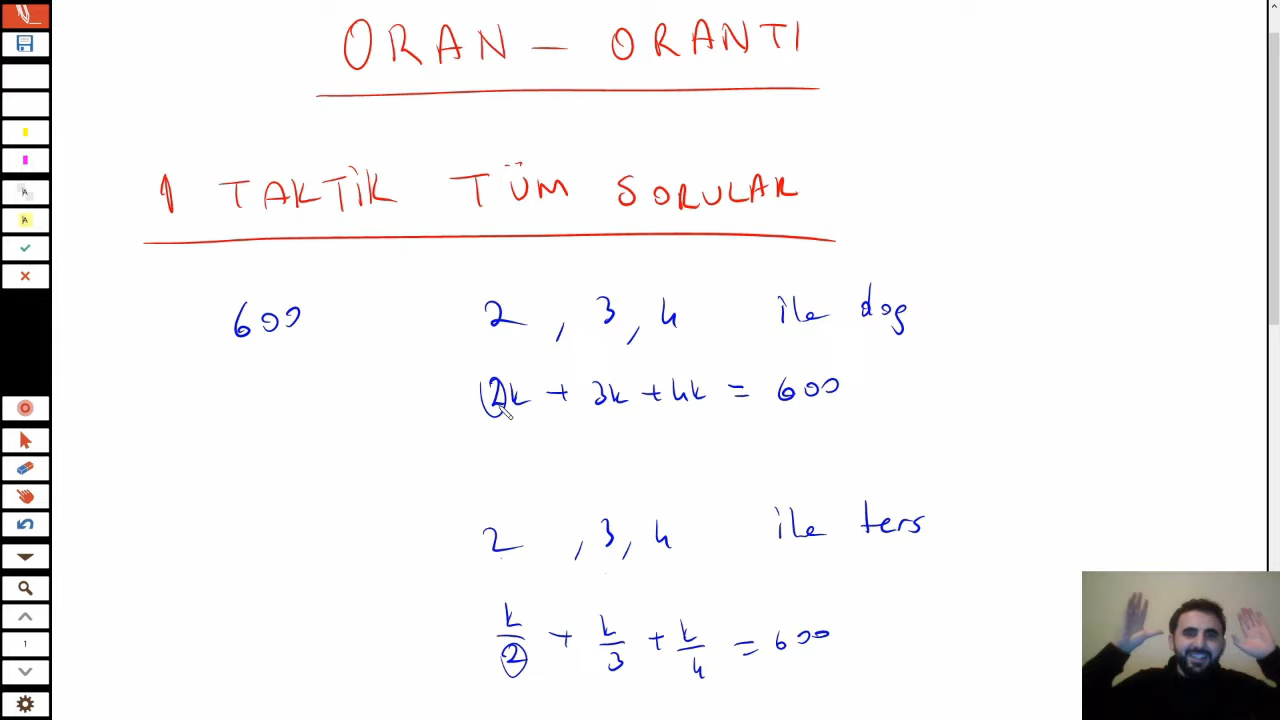 ORAN - ORANTI
1 TAKTİK TÜM SORULAR
600 2, 3, 4 ile doğ
2k + 3k + 4k = 600
2, 3, 4 ile ters
k/2 + k/3 + k/4 = 600
A
A
1